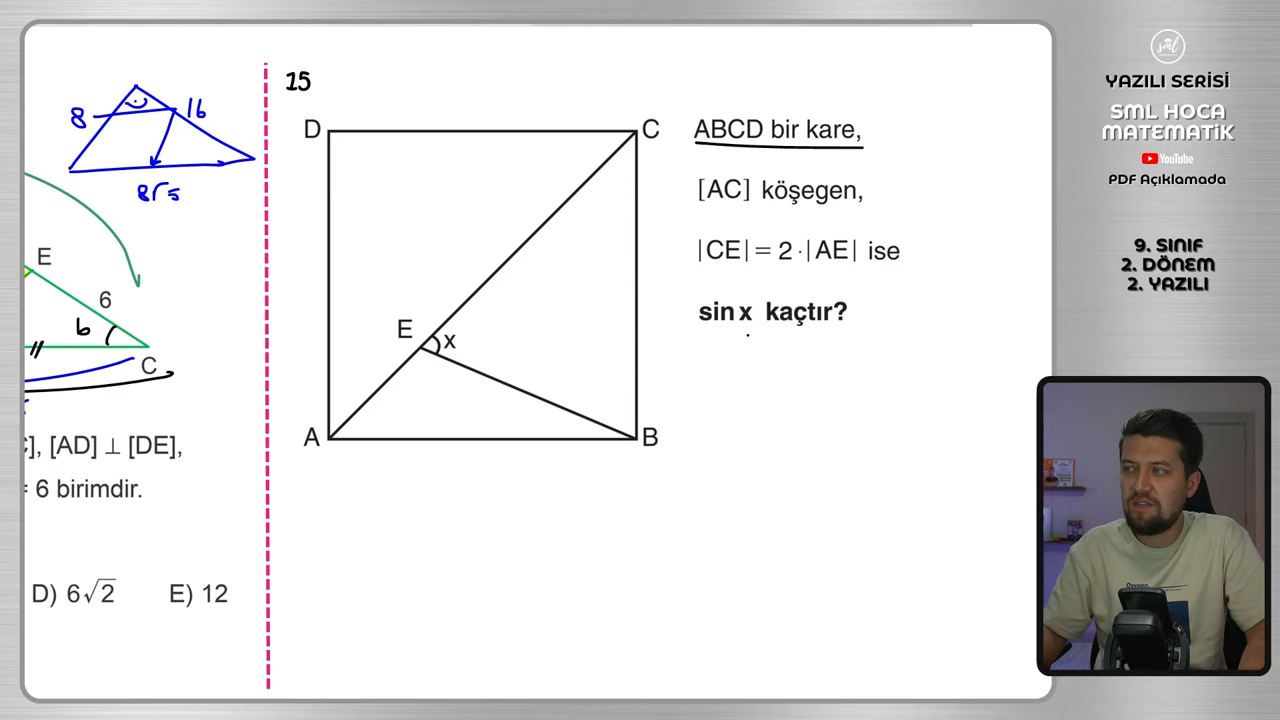 8
16
8√5
E
6
6
C
C], [AD] ⊥ [DE],
= 6 birimdir.
D) 6√2 E) 12
15
D
C
E
x
A
B
ABCD bir kare,
[AC] köşegen,
|CE| = 2·|AE| ise
sin x kaçtır?
sml
YAZILI SERİSİ
SML HOCA
MATEMATİK
YouTube
PDF Açıklamada
9. SINIF
2. DÖNEM
2. YAZILI